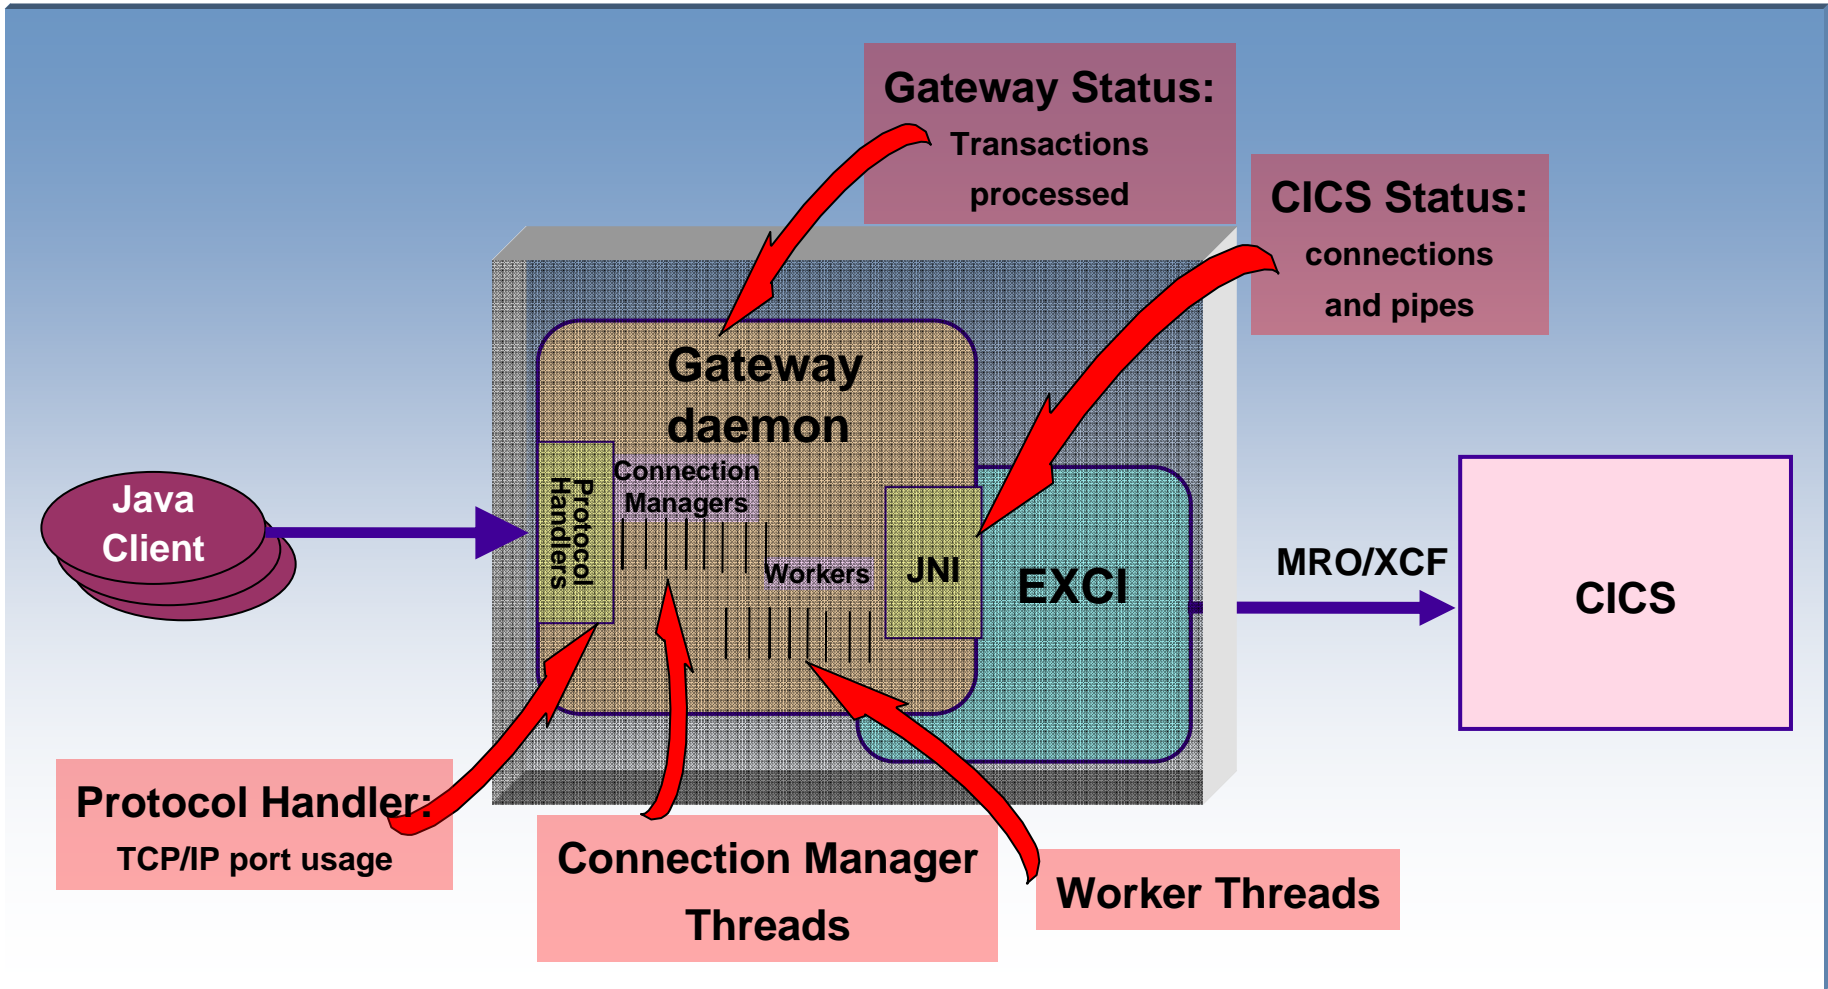 Gateway Status:
Transactions
processed
CICS Status:
connections
and pipes
Gateway
daemon
Protocol
Handlers
Connection
Managers
Workers
JNI
EXCI
Java
Client
MRO/XCF
CICS
Protocol Handler:
TCP/IP port usage
Connection Manager
Threads
Worker Threads